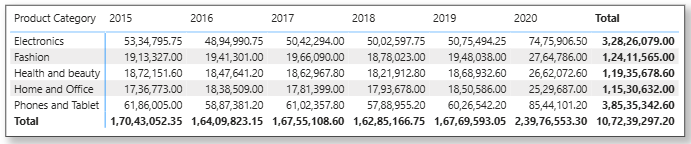 Product Category 2015 2016 2017 2018 2019 2020 Total
Electronics 53,34,795.75 48,94,990.75 50,42,294.00 50,02,597.75 50,75,494.25 74,75,906.50 3,28,26,079.00
Fashion 19,13,327.00 19,41,301.00 19,66,090.00 18,78,023.00 19,48,038.00 27,64,786.00 1,24,11,565.00
Health and beauty 18,72,151.60 18,47,641.20 18,62,967.80 18,21,912.80 18,68,932.60 26,62,072.60 1,19,35,678.60
Home and Office 17,36,773.00 18,38,509.00 17,81,399.00 17,93,678.00 18,50,586.00 25,29,687.00 1,15,30,632.00
Phones and Tablet 61,86,005.00 58,87,381.20 61,02,357.80 57,88,955.20 60,26,542.20 85,44,101.20 3,85,35,342.60
Total 1,70,43,052.35 1,64,09,823.15 1,67,55,108.60 1,62,85,166.75 1,67,69,593.05 2,39,76,553.30 10,72,39,297.20